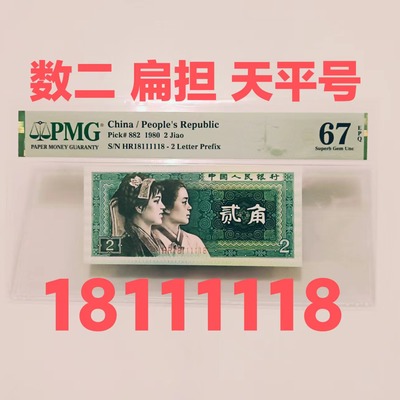 数二 扁担 天平号
PMG
PAPER MONEY GUARANTY
China / People's Republic
Pick# 882 1980 2 Jiao
S/N HR18111118 - 2 Letter Prefix
67 EPQ
Superb Gem Unc
中国人民银行
贰角
HR18111118
2 2
18111118